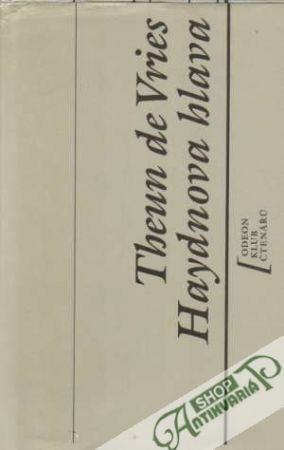 Theun de Vries
Haydnova hlava
ODEON
KLUB
ČTENÁŘŮ
SHOP
ANTIKVARIÁT